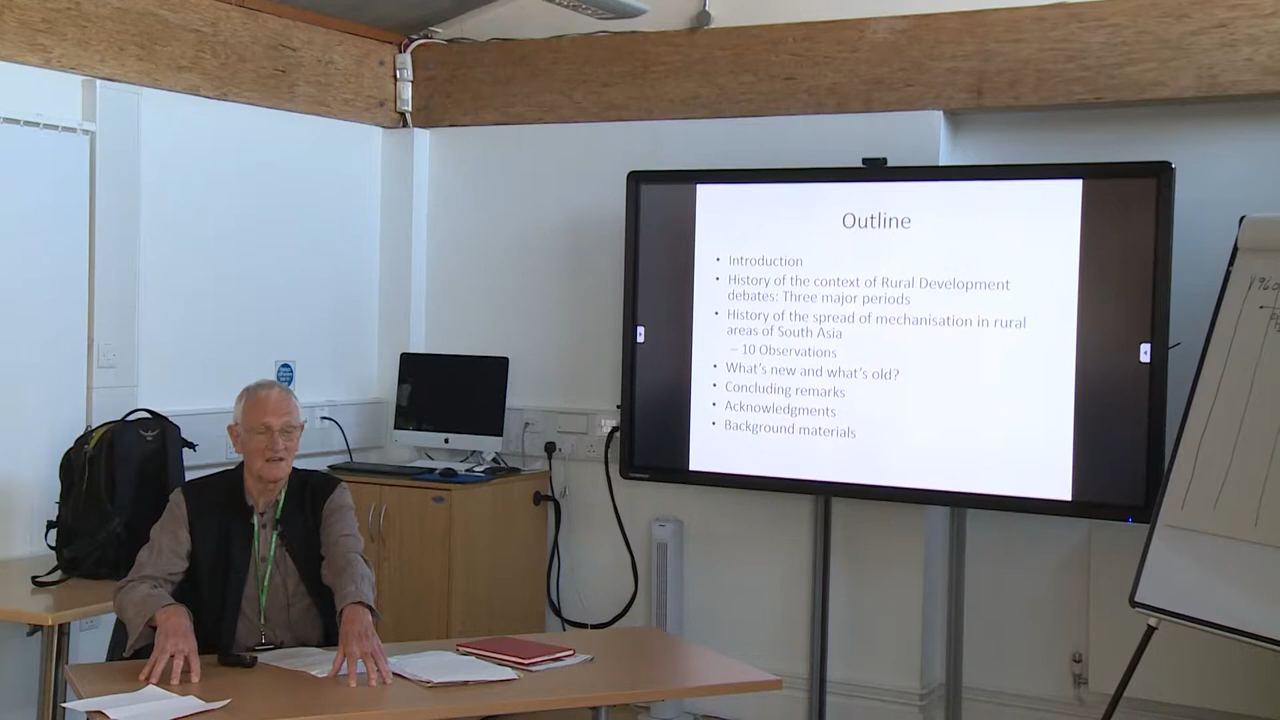 Outline
• Introduction
• History of the context of Rural Development
debates: Three major periods
• History of the spread of mechanisation in rural
areas of South Asia
– 10 Observations
• What's new and what's old?
• Concluding remarks
• Acknowledgments
• Background materials